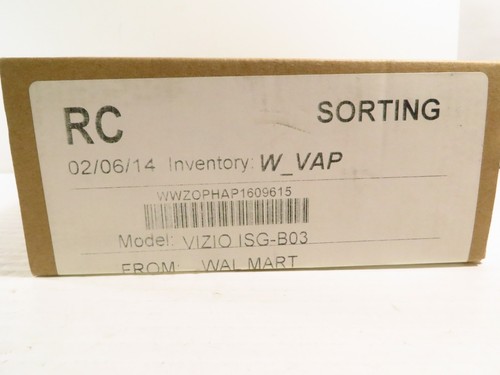 RC SORTING
02/06/14 Inventory: W_VAP
WWZOPHAP1609615
Model: VIZIO ISG-B03
FROM: WAL MART